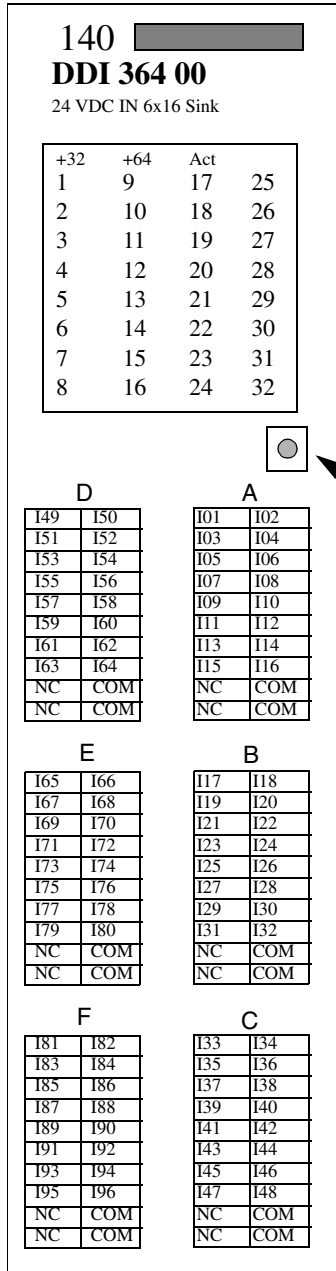 140
DDI 364 00
24 VDC IN 6x16 Sink
+32 +64 Act
1 9 17 25
2 10 18 26
3 11 19 27
4 12 20 28
5 13 21 29
6 14 22 30
7 15 23 31
8 16 24 32
D
I49 I50
I51 I52
I53 I54
I55 I56
I57 I58
I59 I60
I61 I62
I63 I64
NC COM
NC COM
A
I01 I02
I03 I04
I05 I06
I07 I08
I09 I10
I11 I12
I13 I14
I15 I16
NC COM
NC COM
E
I65 I66
I67 I68
I69 I70
I71 I72
I73 I74
I75 I76
I77 I78
I79 I80
NC COM
NC COM
B
I17 I18
I19 I20
I21 I22
I23 I24
I25 I26
I27 I28
I29 I30
I31 I32
NC COM
NC COM
F
I81 I82
I83 I84
I85 I86
I87 I88
I89 I90
I91 I92
I93 I94
I95 I96
NC COM
NC COM
C
I33 I34
I35 I36
I37 I38
I39 I40
I41 I42
I43 I44
I45 I46
I47 I48
NC COM
NC COM